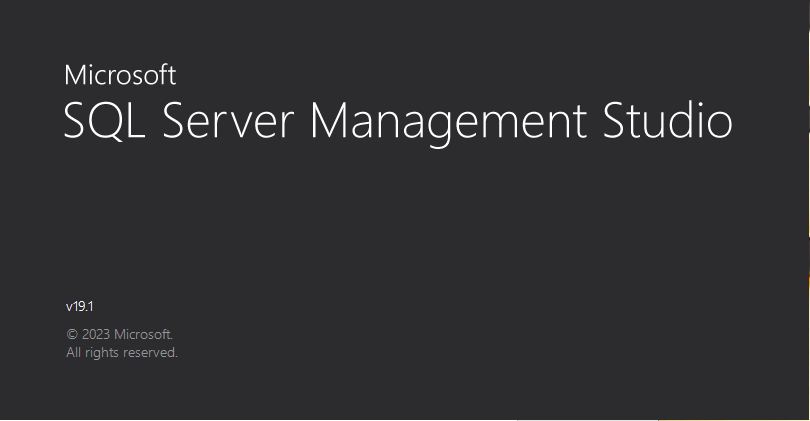 Microsoft
SQL Server Management Studio
v19.1
© 2023 Microsoft.
All rights reserved.